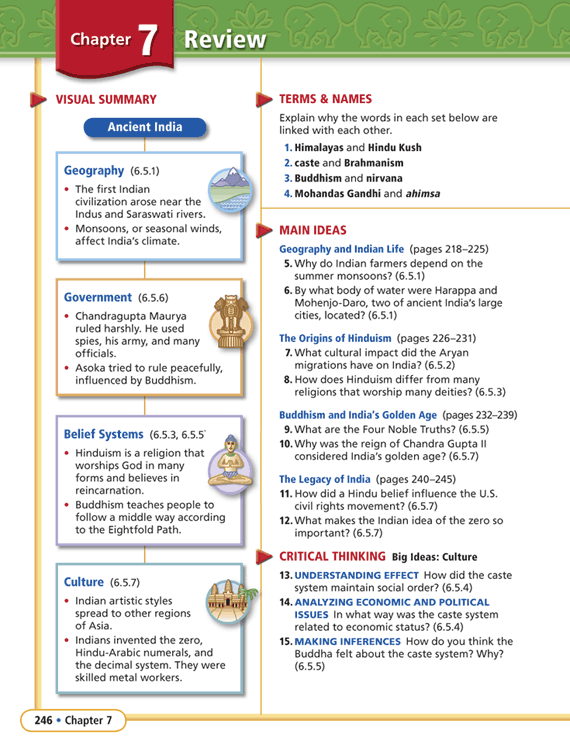 Chapter 7 Review
VISUAL SUMMARY
Ancient India
Geography (6.5.1)
• The first Indian
civilization arose near the
Indus and Saraswati rivers.
• Monsoons, or seasonal winds,
affect India's climate.
Government (6.5.6)
• Chandragupta Maurya
ruled harshly. He used
spies, his army, and many
officials.
• Asoka tried to rule peacefully,
influenced by Buddhism.
Belief Systems (6.5.3, 6.5.5
• Hinduism is a religion that
worships God in many
forms and believes in
reincarnation.
• Buddhism teaches people to
follow a middle way according
to the Eightfold Path.
Culture (6.5.7)
• Indian artistic styles
spread to other regions
of Asia.
• Indians invented the zero,
Hindu-Arabic numerals, and
the decimal system. They were
skilled metal workers.
TERMS & NAMES
Explain why the words in each set below are
linked with each other.
1. Himalayas and Hindu Kush
2. caste and Brahmanism
3. Buddhism and nirvana
4. Mohandas Gandhi and ahimsa
MAIN IDEAS
Geography and Indian Life (pages 218–225)
5. Why do Indian farmers depend on the
summer monsoons? (6.5.1)
6. By what body of water were Harappa and
Mohenjo-Daro, two of ancient India's large
cities, located? (6.5.1)
The Origins of Hinduism (pages 226–231)
7. What cultural impact did the Aryan
migrations have on India? (6.5.2)
8. How does Hinduism differ from many
religions that worship many deities? (6.5.3)
Buddhism and India's Golden Age (pages 232–239)
9. What are the Four Noble Truths? (6.5.5)
10. Why was the reign of Chandra Gupta II
considered India's golden age? (6.5.7)
The Legacy of India (pages 240–245)
11. How did a Hindu belief influence the U.S.
civil rights movement? (6.5.7)
12. What makes the Indian idea of the zero so
important? (6.5.7)
CRITICAL THINKING Big Ideas: Culture
13. UNDERSTANDING EFFECT How did the caste
system maintain social order? (6.5.4)
14. ANALYZING ECONOMIC AND POLITICAL
ISSUES In what way was the caste system
related to economic status? (6.5.4)
15. MAKING INFERENCES How do you think the
Buddha felt about the caste system? Why?
(6.5.5)
246 • Chapter 7